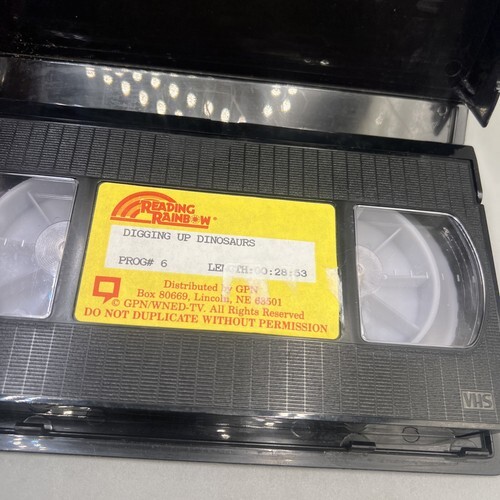 READING
RAINBOW®
DIGGING UP DINOSAURS
PROG# 6 LENGTH:00:28:53
Distributed by GPN
Box 80669, Lincoln, NE 68501
© GPN/WNED-TV. All Rights Reserved
DO NOT DUPLICATE WITHOUT PERMISSION
VHS